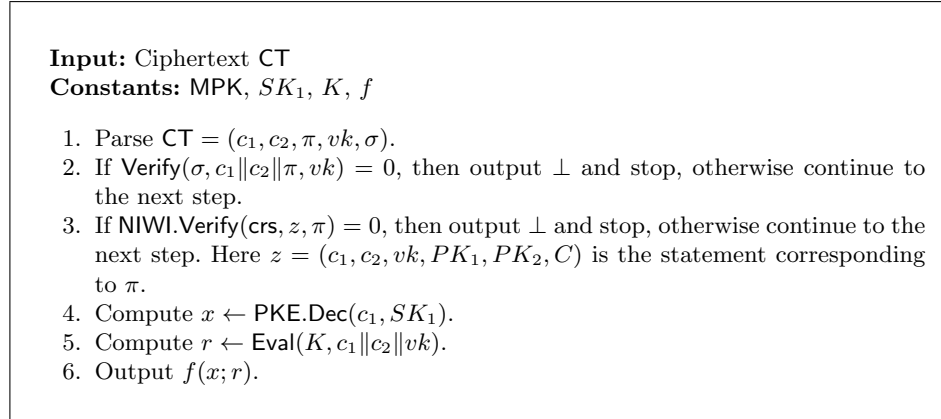 Input: Ciphertext CT
Constants: MPK, SK₁, K, f
1. Parse CT = (c₁, c₂, π, vk, σ).
2. If Verify(σ, c₁‖c₂‖π, vk) = 0, then output ⊥ and stop, otherwise continue to
the next step.
3. If NIWI.Verify(crs, z, π) = 0, then output ⊥ and stop, otherwise continue to the
next step. Here z = (c₁, c₂, vk, PK₁, PK₂, C) is the statement corresponding
to π.
4. Compute x ← PKE.Dec(c₁, SK₁).
5. Compute r ← Eval(K, c₁‖c₂‖vk).
6. Output f(x; r).